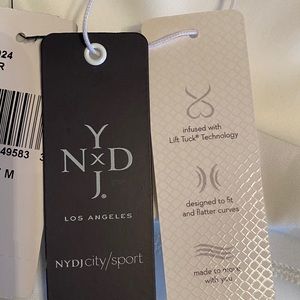 024
R
49583 3
M
Y
N x D
J.
LOS ANGELES
NYDJcity/sport
infused with
Lift Tuck® Technology
designed to fit
and flatter curves
made to move
with you